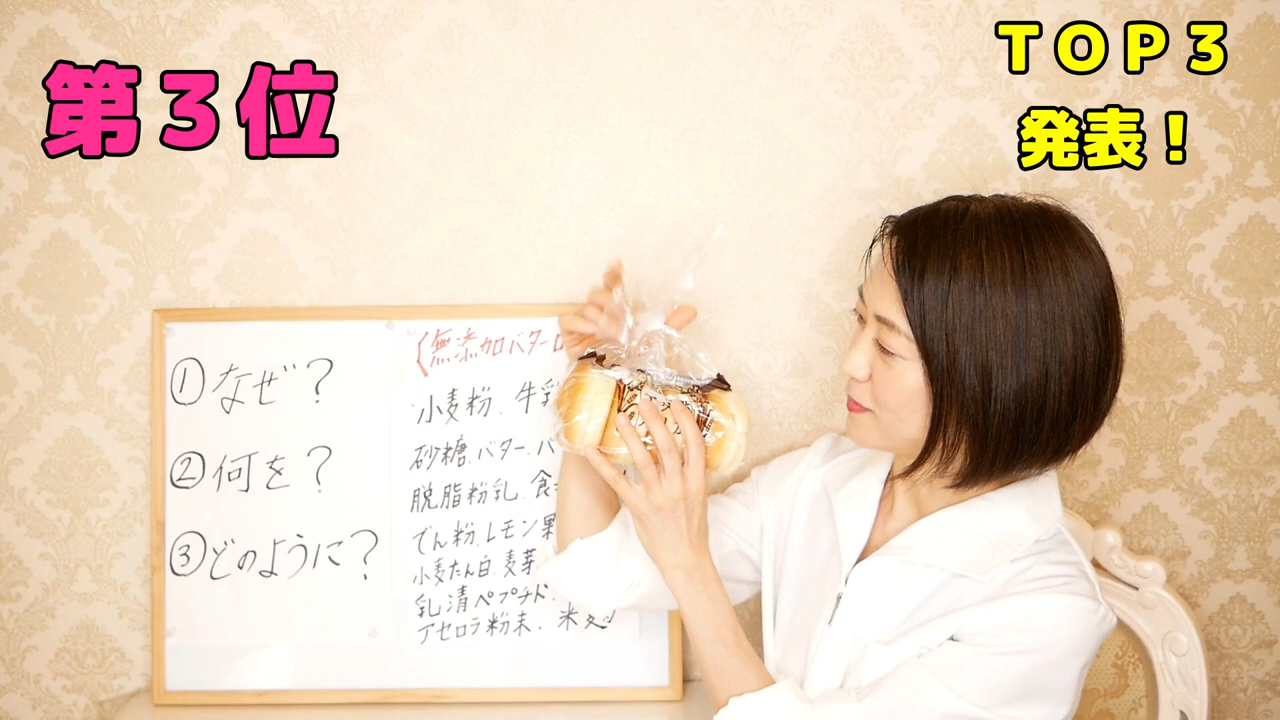 第３位
ＴＯＰ３
発表！
①なぜ？
②何を？
③どのように？
〈無添加バター
小麦粉、牛乳
砂糖、バター、バ
脱脂粉乳、食
でん粉、レモン果
小麦たん白、麦芽
乳清ペプチド、
アセロラ粉末、米